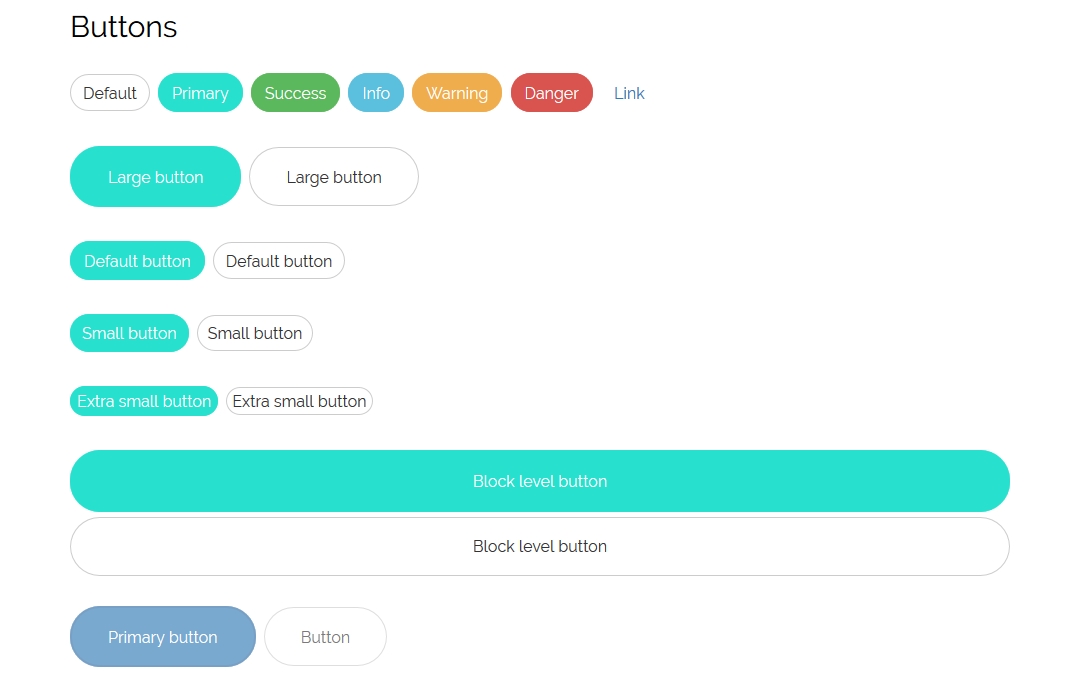 Buttons
Default Primary Success Info Warning Danger Link
Large button Large button
Default button Default button
Small button Small button
Extra small button Extra small button
Block level button
Block level button
Primary button Button